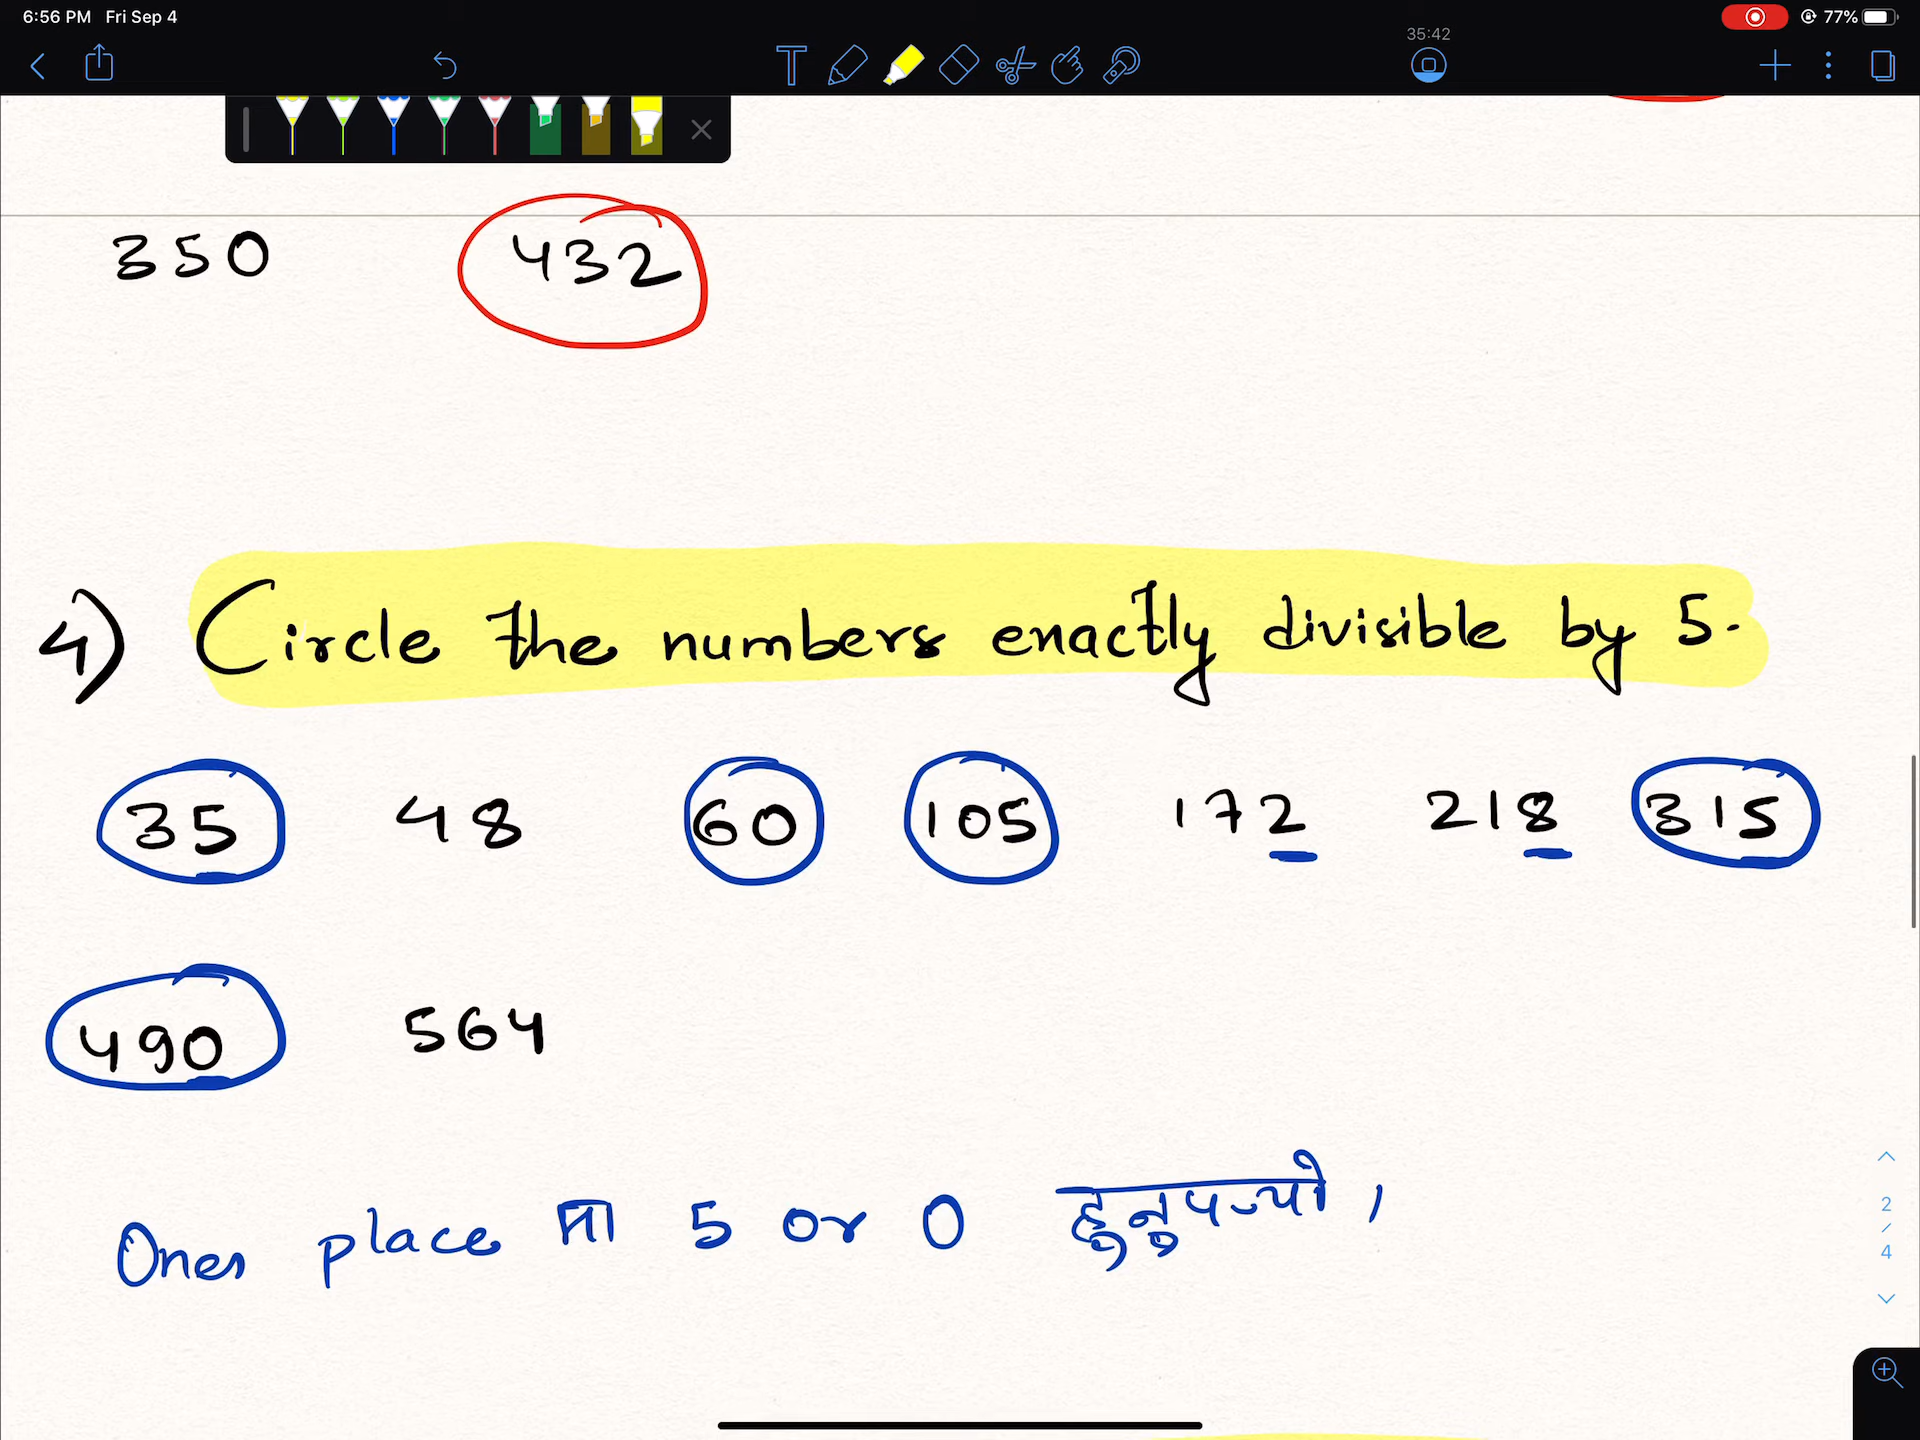 6:56 PM Fri Sep 4
77%
35:42
350 432
4) Circle the numbers exactly divisible by 5.
35 48 60 105 172 218 315
490 564
Ones place मा 5 or 0 हुनुपर्‍यो ।
2
/
4